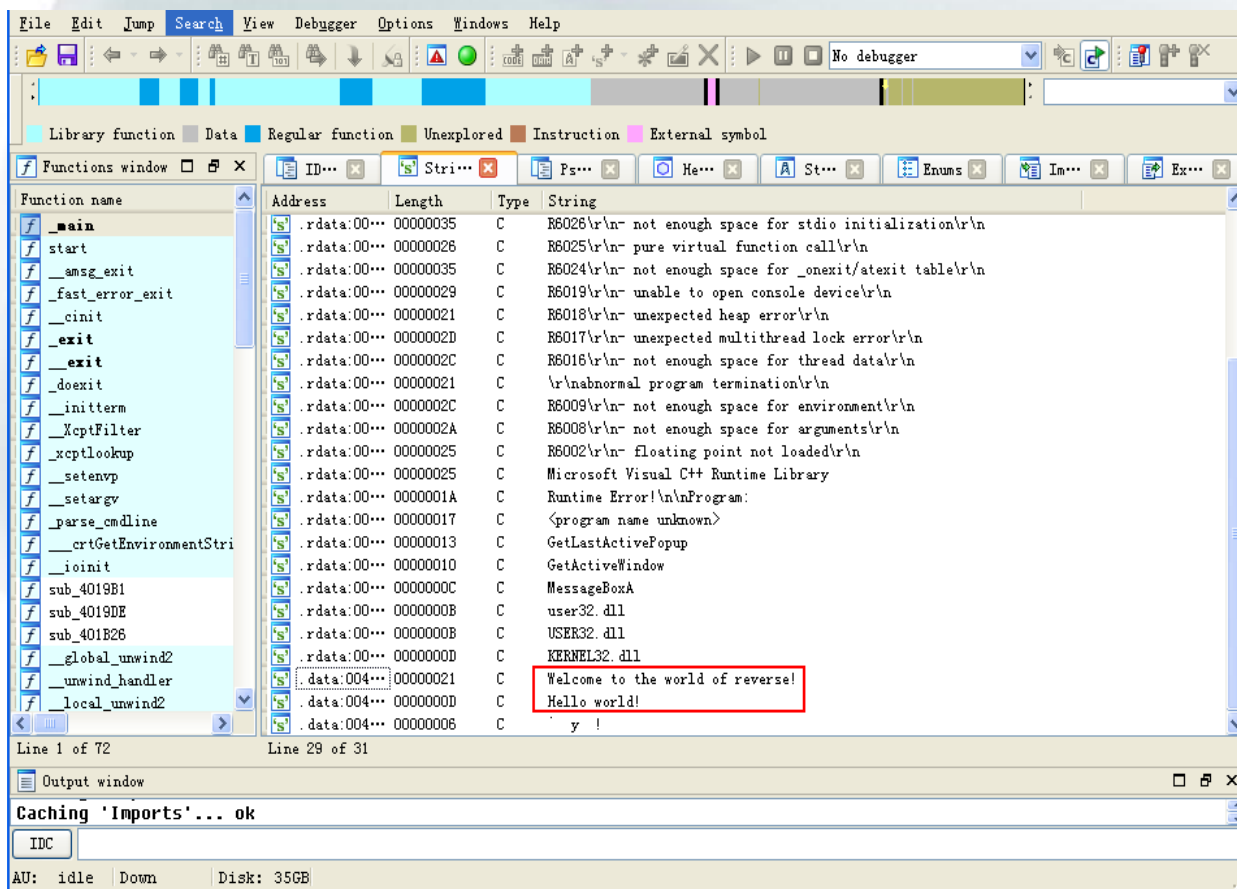 File Edit Jump Search View Debugger Options Windows Help
No debugger
Library function Data Regular function Unexplored Instruction External symbol
Functions window
ID··· Stri··· Ps··· He··· St··· Enums Im··· Ex···
Function name
_main
start
__amsg_exit
_fast_error_exit
__cinit
_exit
__exit
_doexit
__initterm
__XcptFilter
_xcptlookup
__setenvp
__setargv
_parse_cmdline
___crtGetEnvironmentStri
__ioinit
sub_4019B1
sub_4019DE
sub_401B26
__global_unwind2
__unwind_handler
__local_unwind2
Line 1 of 72
Address Length Type String
.rdata:00··· 00000035 C R6026\r\n- not enough space for stdio initialization\r\n
.rdata:00··· 00000026 C R6025\r\n- pure virtual function call\r\n
.rdata:00··· 00000035 C R6024\r\n- not enough space for _onexit/atexit table\r\n
.rdata:00··· 00000029 C R6019\r\n- unable to open console device\r\n
.rdata:00··· 00000021 C R6018\r\n- unexpected heap error\r\n
.rdata:00··· 0000002D C R6017\r\n- unexpected multithread lock error\r\n
.rdata:00··· 0000002C C R6016\r\n- not enough space for thread data\r\n
.rdata:00··· 00000021 C \r\nabnormal program termination\r\n
.rdata:00··· 0000002C C R6009\r\n- not enough space for environment\r\n
.rdata:00··· 0000002A C R6008\r\n- not enough space for arguments\r\n
.rdata:00··· 00000025 C R6002\r\n- floating point not loaded\r\n
.rdata:00··· 00000025 C Microsoft Visual C++ Runtime Library
.rdata:00··· 0000001A C Runtime Error!\n\nProgram:
.rdata:00··· 00000017 C <program name unknown>
.rdata:00··· 00000013 C GetLastActivePopup
.rdata:00··· 00000010 C GetActiveWindow
.rdata:00··· 0000000C C MessageBoxA
.rdata:00··· 0000000B C user32.dll
.rdata:00··· 0000000B C USER32.dll
.rdata:00··· 0000000D C KERNEL32.dll
.data:004··· 00000021 C Welcome to the world of reverse!
.data:004··· 0000000D C Hello world!
.data:004··· 00000006 C ` y !
Line 29 of 31
Output window
Caching 'Imports'... ok
IDC
AU: idle Down Disk: 35GB